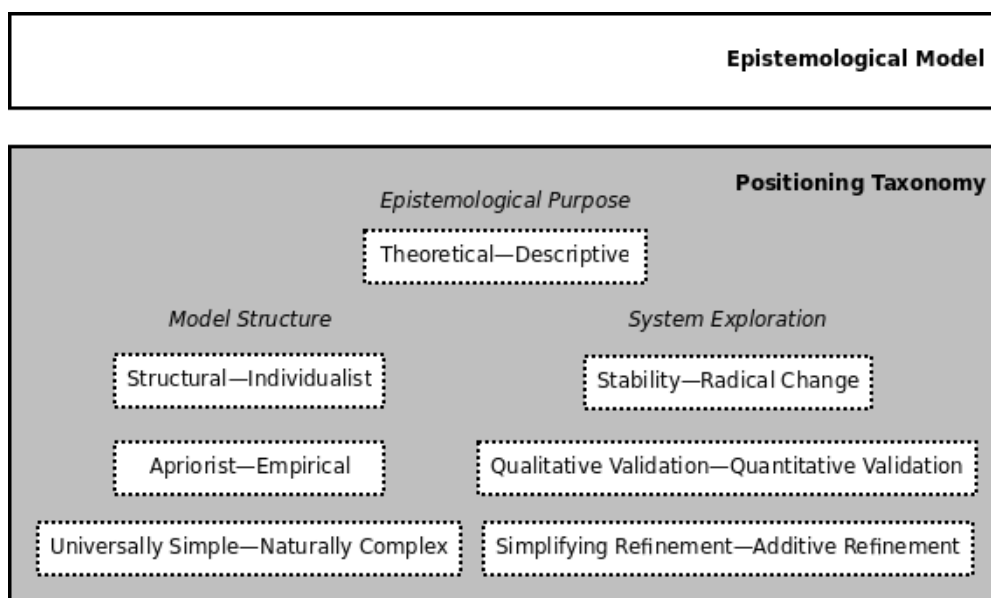 Epistemological Model
Positioning Taxonomy
Epistemological Purpose
Theoretical—Descriptive
Model Structure
System Exploration
Structural—Individualist
Stability—Radical Change
Apriorist—Empirical
Qualitative Validation—Quantitative Validation
Universally Simple—Naturally Complex
Simplifying Refinement—Additive Refinement